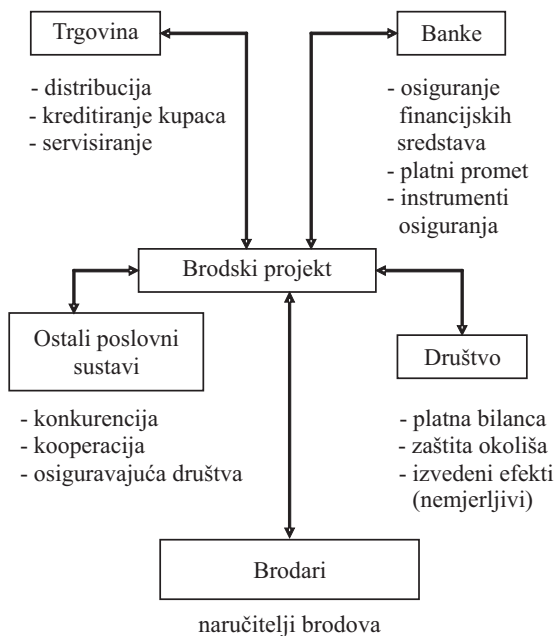 Trgovina
- distribucija
- kreditiranje kupaca
- servisiranje
Banke
- osiguranje
financijskih
sredstava
- platni promet
- instrumenti
osiguranja
Brodski projekt
Ostali poslovni
sustavi
- konkurencija
- kooperacija
- osiguravajuća društva
Društvo
- platna bilanca
- zaštita okoliša
- izvedeni efekti
(nemjerljivi)
Brodari
naručitelji brodova